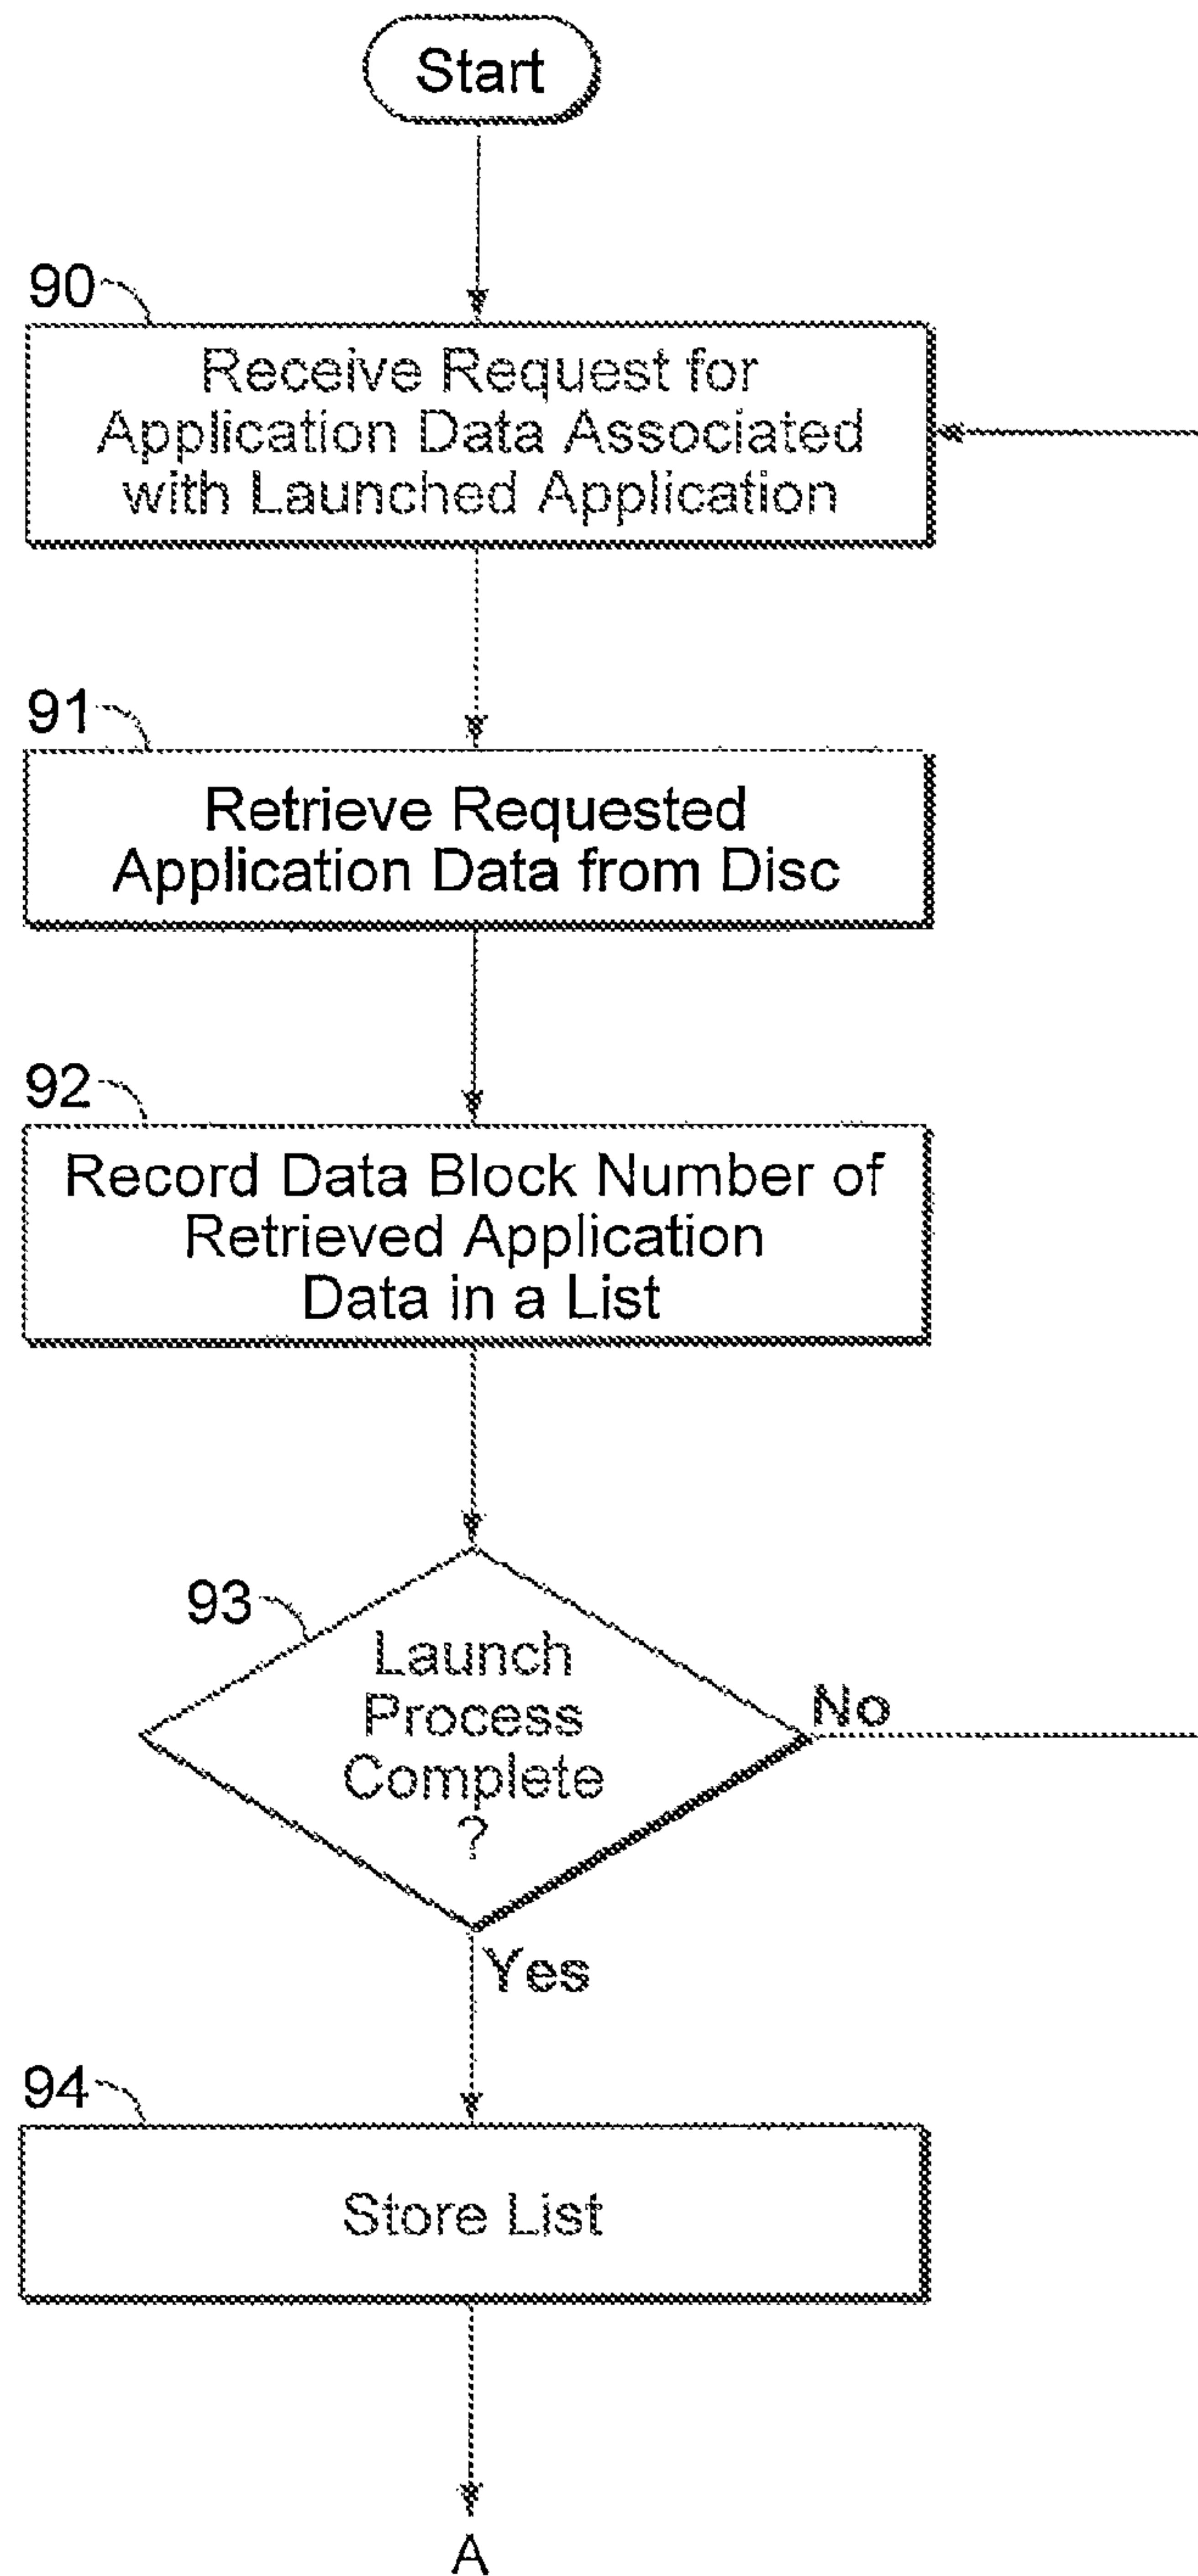 Start
90
Receive Request for
Application Data Associated
with Launched Application
91
Retrieve Requested
Application Data from Disc
92
Record Data Block Number of
Retrieved Application
Data in a List
93
Launch
Process
Complete
?
No
Yes
94
Store List
A